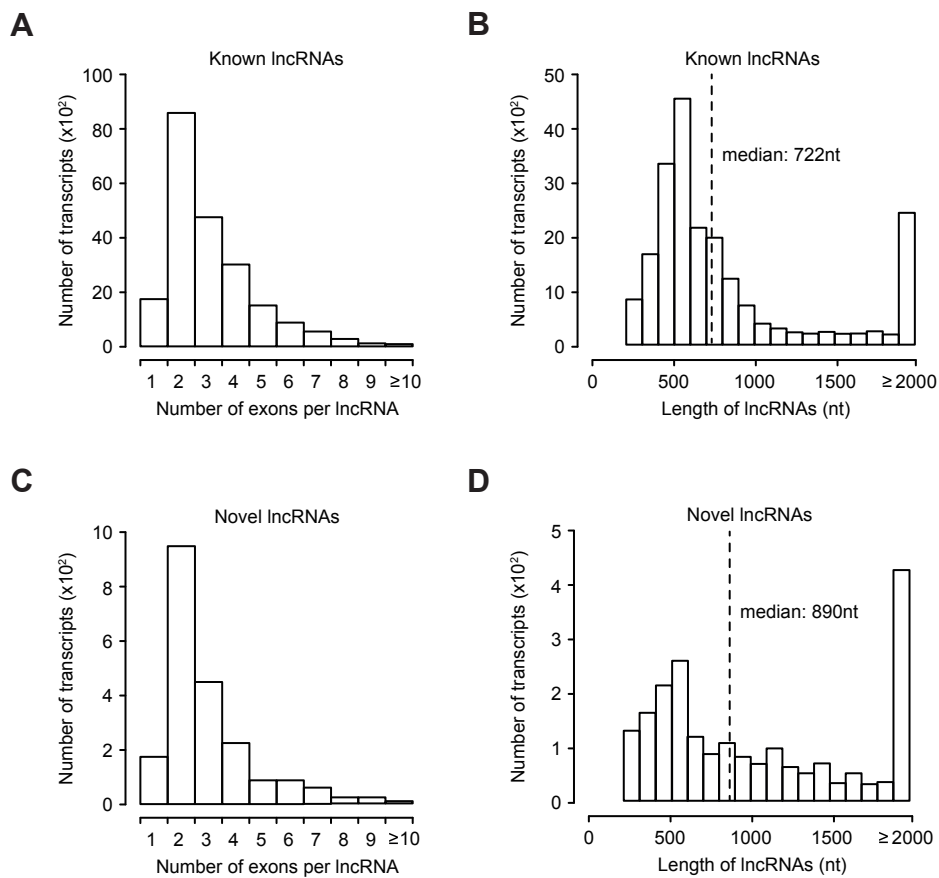 A
Known lncRNAs
Number of transcripts (x10²)
100
80
60
40
20
0
1 2 3 4 5 6 7 8 9 ≥10
Number of exons per lncRNA
B
Known lncRNAs
Number of transcripts (x10²)
50
40
30
20
10
0
median: 722nt
0 500 1000 1500 ≥2000
Length of lncRNAs (nt)
C
Novel lncRNAs
Number of transcripts (x10²)
10
8
6
4
2
0
1 2 3 4 5 6 7 8 9 ≥10
Number of exons per lncRNA
D
Novel lncRNAs
Number of transcripts (x10²)
5
4
3
2
1
0
median: 890nt
0 500 1000 1500 ≥2000
Length of lncRNAs (nt)